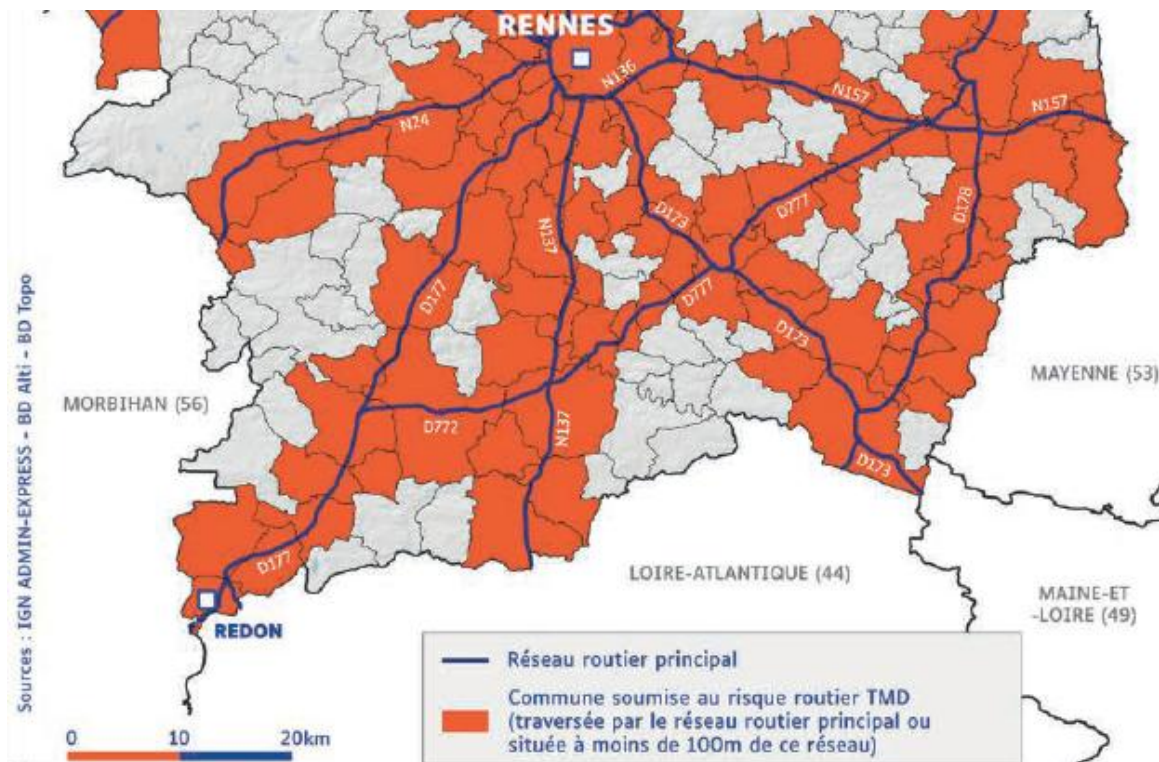 RENNES
N136
N157
N157
N24
D777
D173
D178
N137
D177
D777
D173
MAYENNE (53)
MORBIHAN (56)
D772
N137
D173
D177
LOIRE-ATLANTIQUE (44)
MAINE-ET
-LOIRE (49)
REDON
Sources : IGN ADMIN-EXPRESS - BD Alti - BD Topo
Réseau routier principal
Commune soumise au risque routier TMD
(traversée par le réseau routier principal ou
située à moins de 100m de ce réseau)
0 10 20km